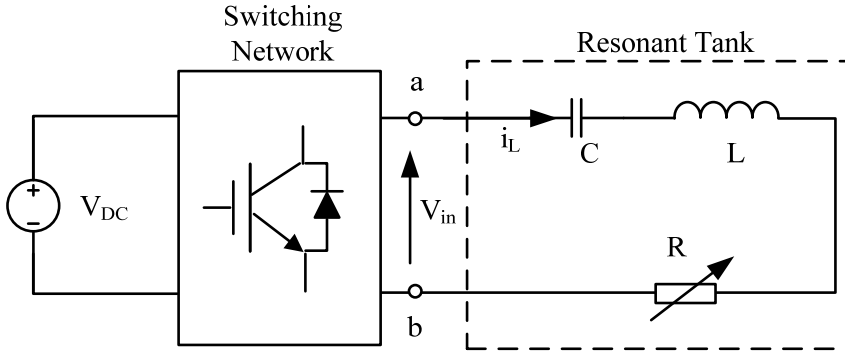 Switching
Network
Resonant Tank
a
i_L
C
L
V_DC
V_in
R
b
+
−